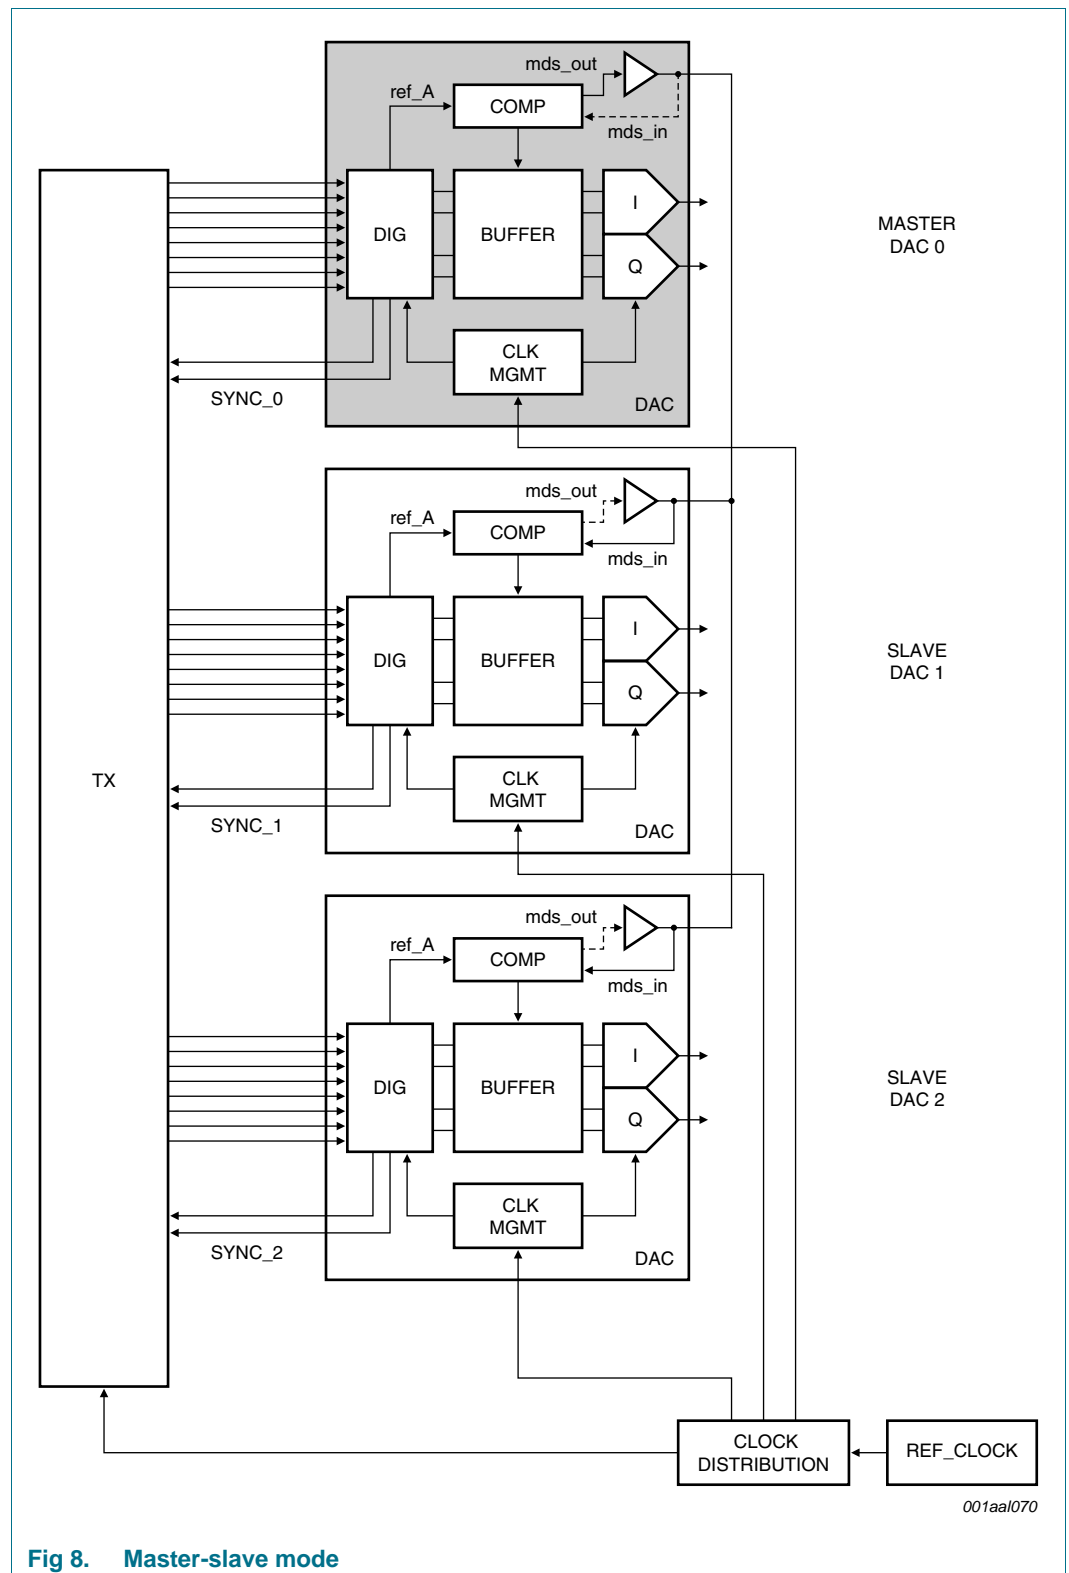 mds_out
ref_A
COMP
mds_in
DIG
BUFFER
I
Q
MASTER
DAC 0
CLK
MGMT
SYNC_0
DAC
mds_out
ref_A
COMP
mds_in
DIG
BUFFER
I
Q
SLAVE
DAC 1
TX
CLK
MGMT
SYNC_1
DAC
mds_out
ref_A
COMP
mds_in
DIG
BUFFER
I
Q
SLAVE
DAC 2
CLK
MGMT
SYNC_2
DAC
CLOCK
DISTRIBUTION
REF_CLOCK
001aal070
Fig 8. Master-slave mode